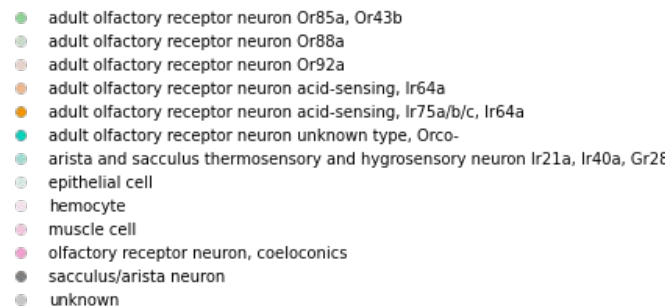 adult olfactory receptor neuron Or85a, Or43b
adult olfactory receptor neuron Or88a
adult olfactory receptor neuron Or92a
adult olfactory receptor neuron acid-sensing, Ir64a
adult olfactory receptor neuron acid-sensing, Ir75a/b/c, Ir64a
adult olfactory receptor neuron unknown type, Orco-
arista and sacculus thermosensory and hygrosensory neuron Ir21a, Ir40a, Gr28
epithelial cell
hemocyte
muscle cell
olfactory receptor neuron, coeloconics
sacculus/arista neuron
unknown